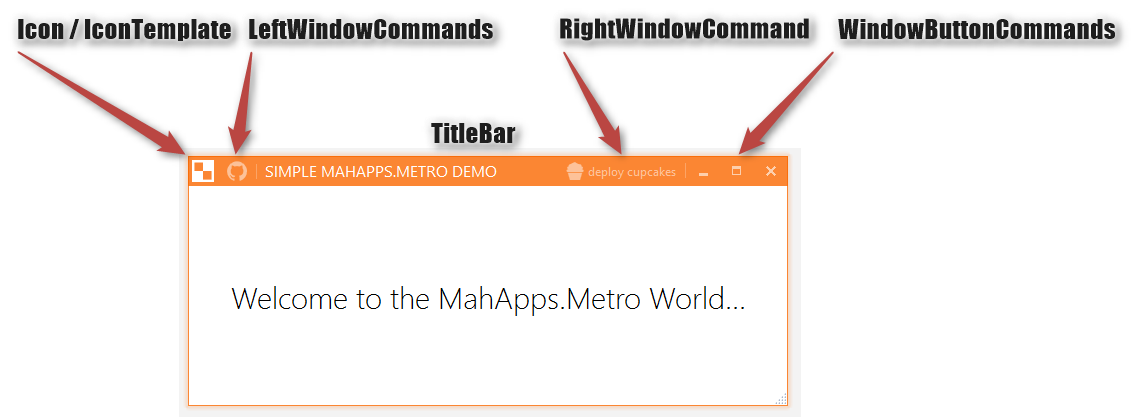 Icon / IconTemplate LeftWindowCommands RightWindowCommand WindowButtonCommands
TitleBar
SIMPLE MAHAPPS.METRO DEMO deploy cupcakes
Welcome to the MahApps.Metro World...